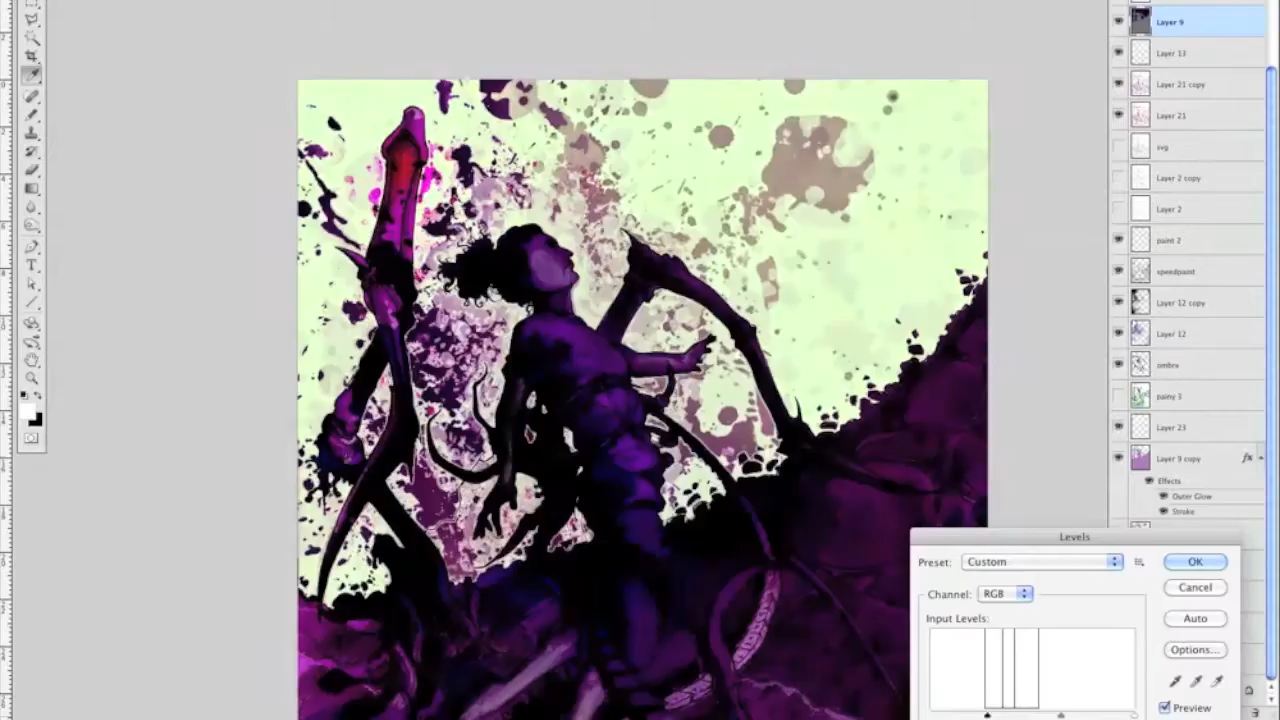 Layer 9
Layer 13
Layer 21 copy
Layer 21
svg
Layer 2 copy
Layer 2
paint 2
speedpaint
Layer 12 copy
Layer 12
ombre
painy 3
Layer 23
Layer 9 copy fx
Effects
Outer Glow
Stroke
Levels
Preset: Custom
OK
Cancel
Channel: RGB
Auto
Input Levels:
Options...
Preview